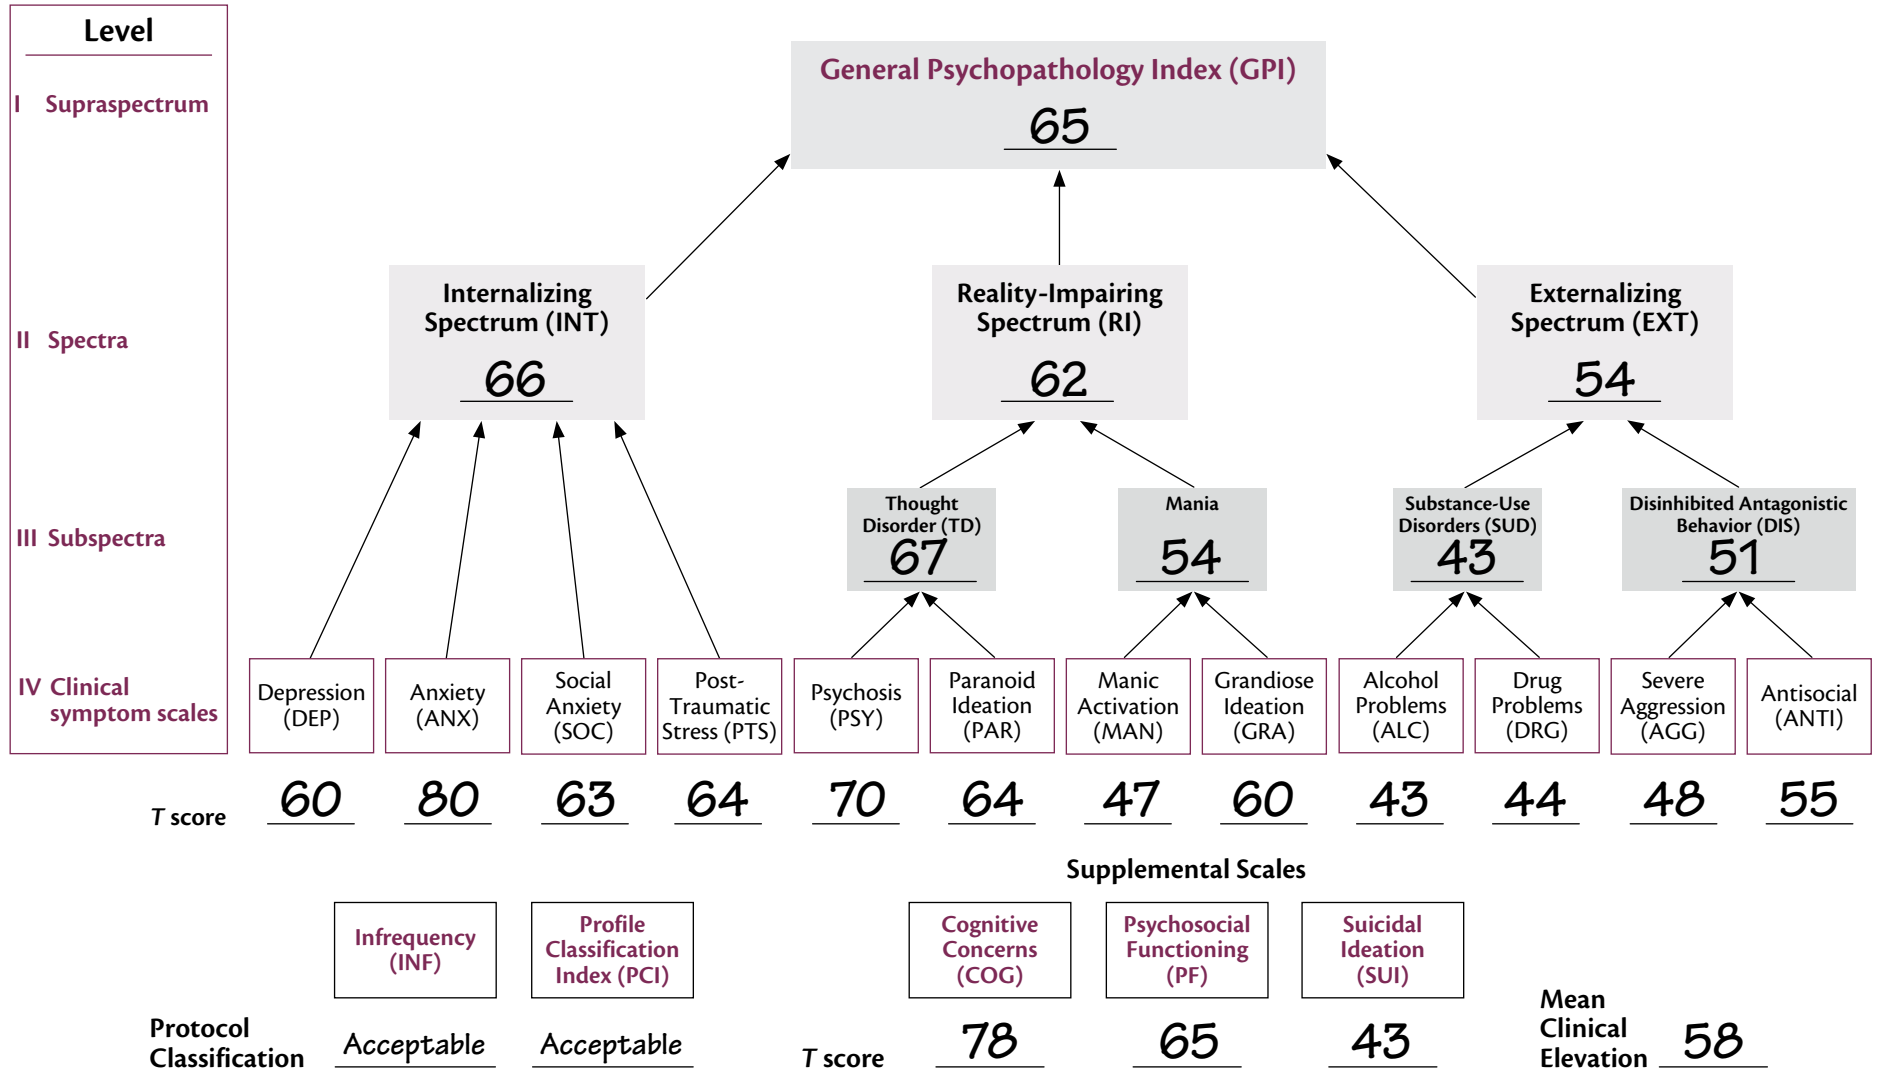 Level
I Supraspectrum
General Psychopathology Index (GPI)
65
II Spectra
Internalizing
Spectrum (INT)
66
Reality-Impairing
Spectrum (RI)
62
Externalizing
Spectrum (EXT)
54
III Subspectra
Thought
Disorder (TD)
67
Mania
54
Substance-Use
Disorders (SUD)
43
Disinhibited Antagonistic
Behavior (DIS)
51
IV Clinical
symptom scales
Depression
(DEP)
Anxiety
(ANX)
Social
Anxiety
(SOC)
Post-
Traumatic
Stress (PTS)
Psychosis
(PSY)
Paranoid
Ideation
(PAR)
Manic
Activation
(MAN)
Grandiose
Ideation
(GRA)
Alcohol
Problems
(ALC)
Drug
Problems
(DRG)
Severe
Aggression
(AGG)
Antisocial
(ANTI)
T score 60 80 63 64 70 64 47 60 43 44 48 55
Supplemental Scales
Infrequency
(INF)
Profile
Classification
Index (PCI)
Cognitive
Concerns
(COG)
Psychosocial
Functioning
(PF)
Suicidal
Ideation
(SUI)
Protocol
Classification Acceptable Acceptable
T score 78 65 43
Mean
Clinical
Elevation 58